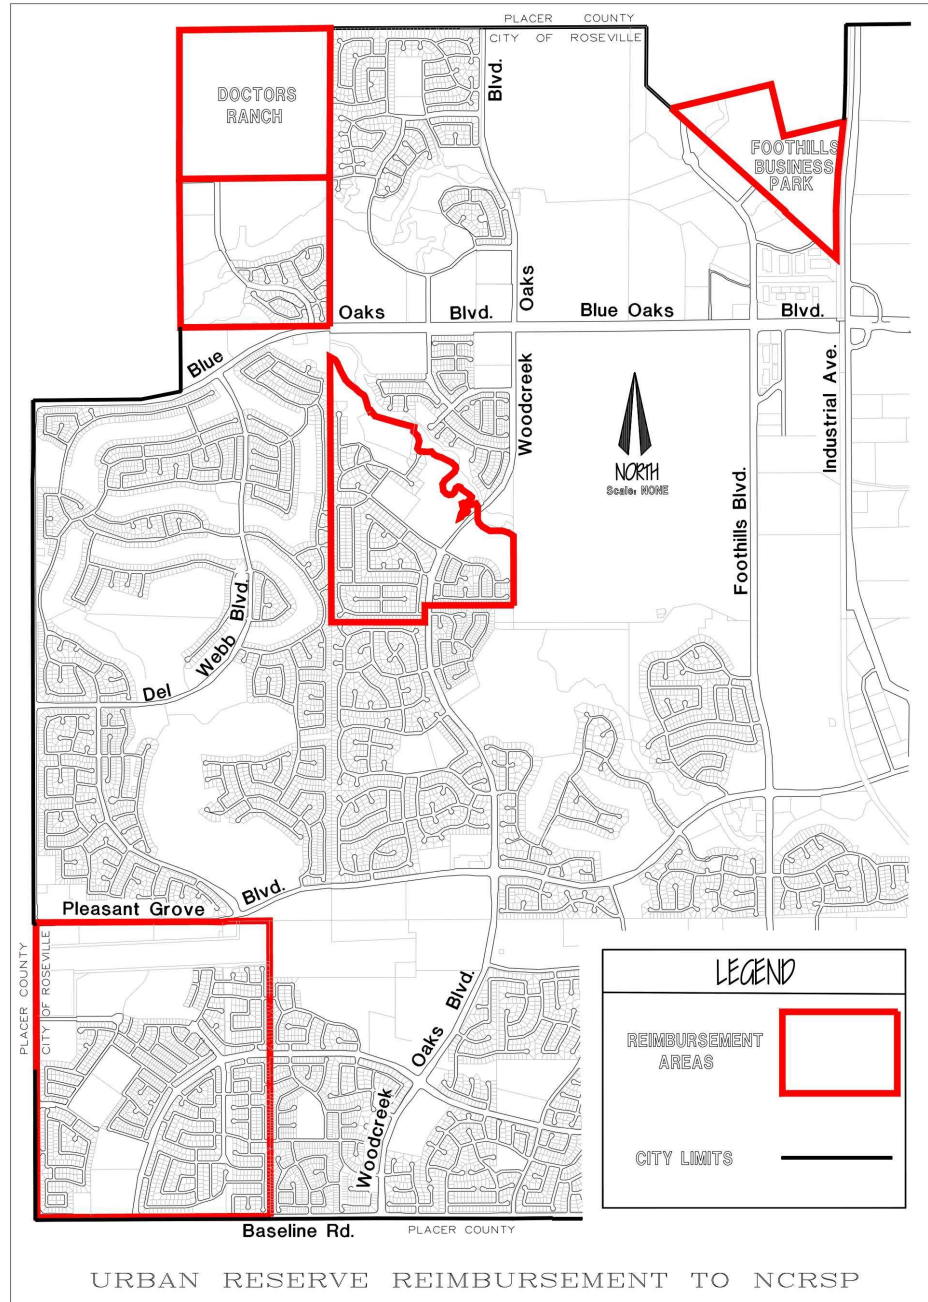 PLACER COUNTY
CITY OF ROSEVILLE
Blvd.
DOCTORS
RANCH
FOOTHILLS
BUSINESS
PARK
Oaks
Oaks
Blvd.
Blue Oaks
Blvd.
Blue
Woodcreek
Industrial Ave.
NORTH
Scale: NONE
Foothills Blvd.
Webb Blvd.
Del
Blvd.
Pleasant Grove
PLACER COUNTY
CITY OF ROSEVILLE
Oaks Blvd.
Woodcreek
LEGEND
REIMBURSEMENT
AREAS
CITY LIMITS
Baseline Rd.
PLACER COUNTY
URBAN RESERVE REIMBURSEMENT TO NCRSP